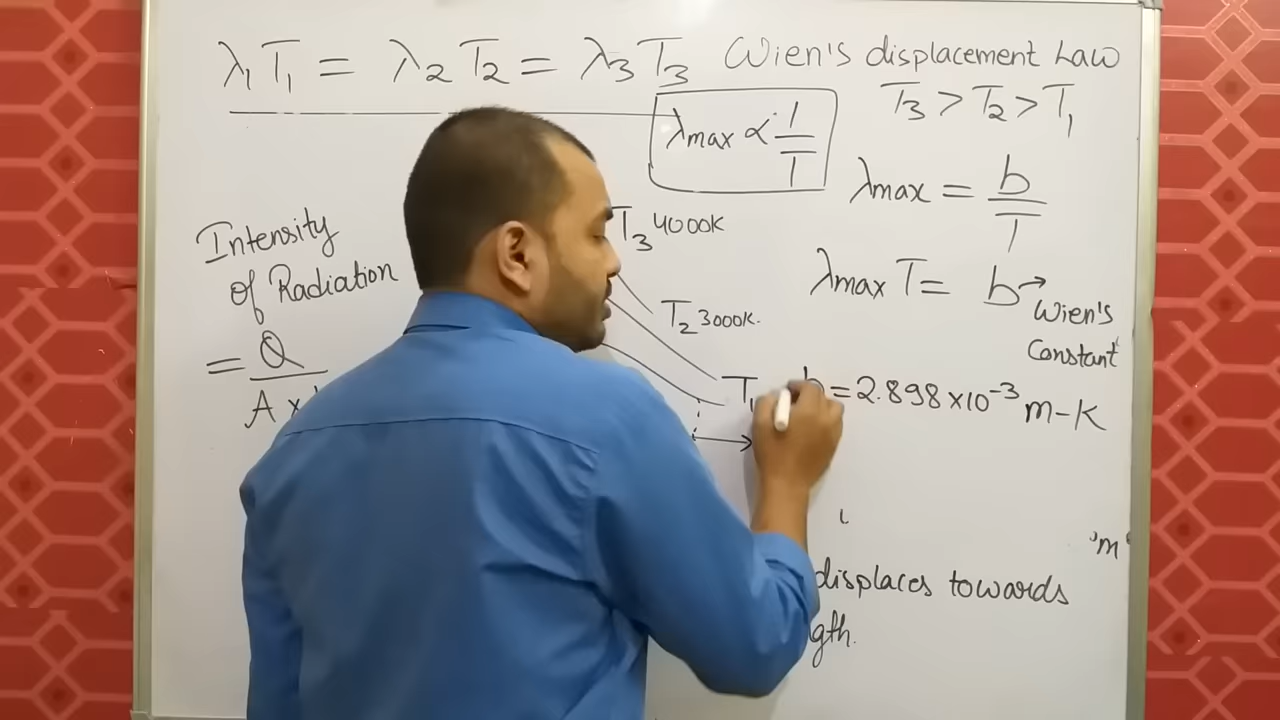 λ₁T₁ = λ₂T₂ = λ₃T₃ Wien's displacement Law
T₃ > T₂ > T₁
λmax ∝ 1/T
λmax = b/T
Intensity
of Radiation
= Q
A ×
T₃ 4000K
T₂ 3000K.
T₁
λmax T = b →
Wien's
Constant
b = 2.898 × 10⁻³ m-K
'm'
displaces towards
gth.